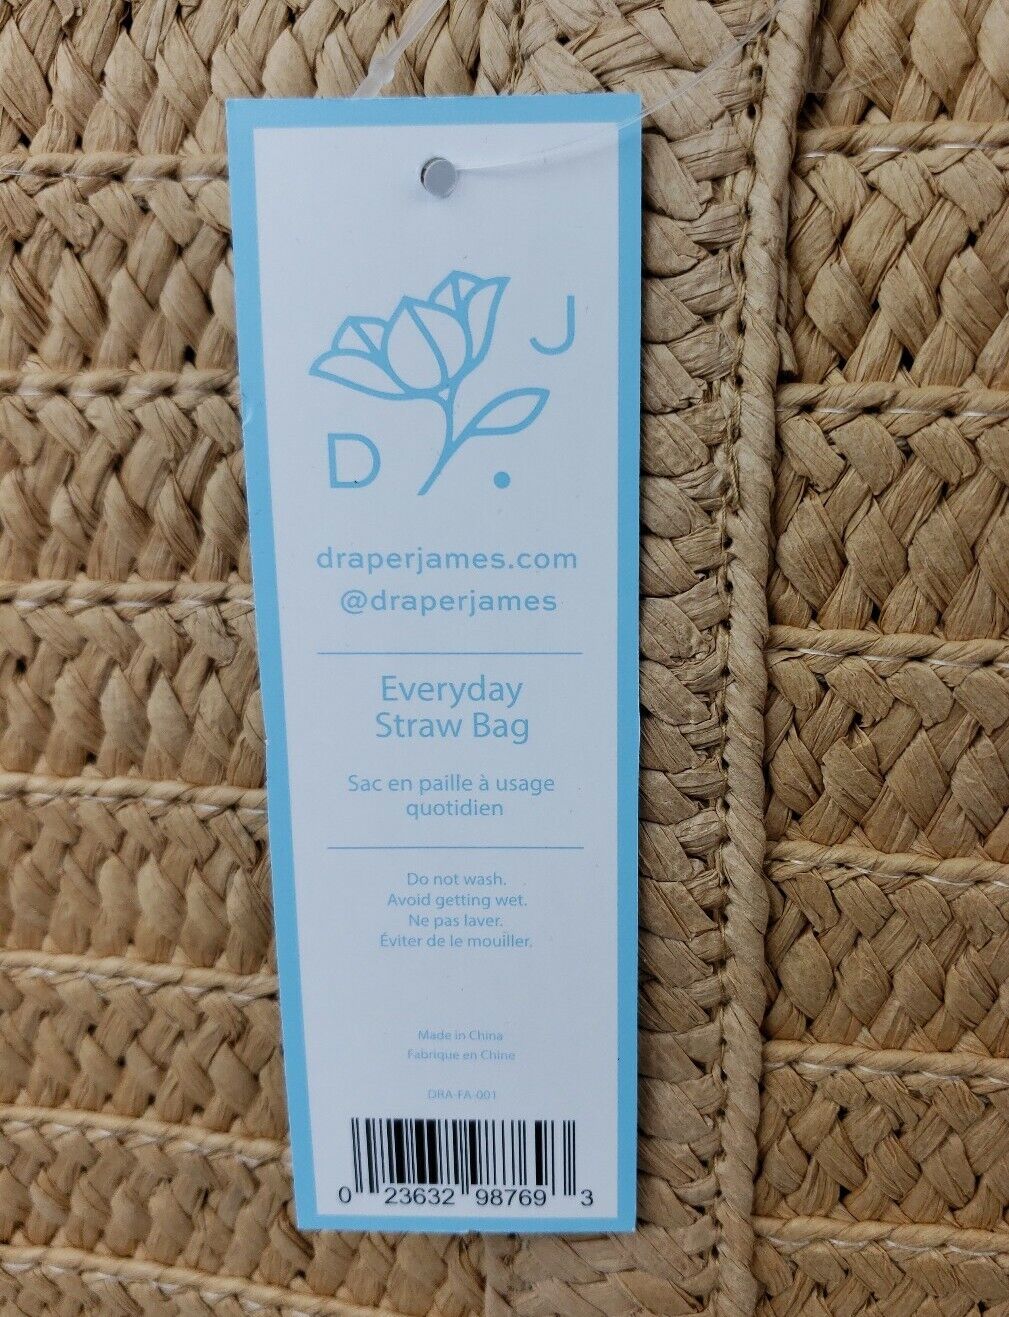 J
D .
draperjames.com
@draperjames
Everyday
Straw Bag
Sac en paille à usage
quotidien
Do not wash.
Avoid getting wet.
Ne pas laver.
Éviter de le mouiller.
Made in China
Fabrique en Chine
DRA-FA-001
0 23632 98769 3